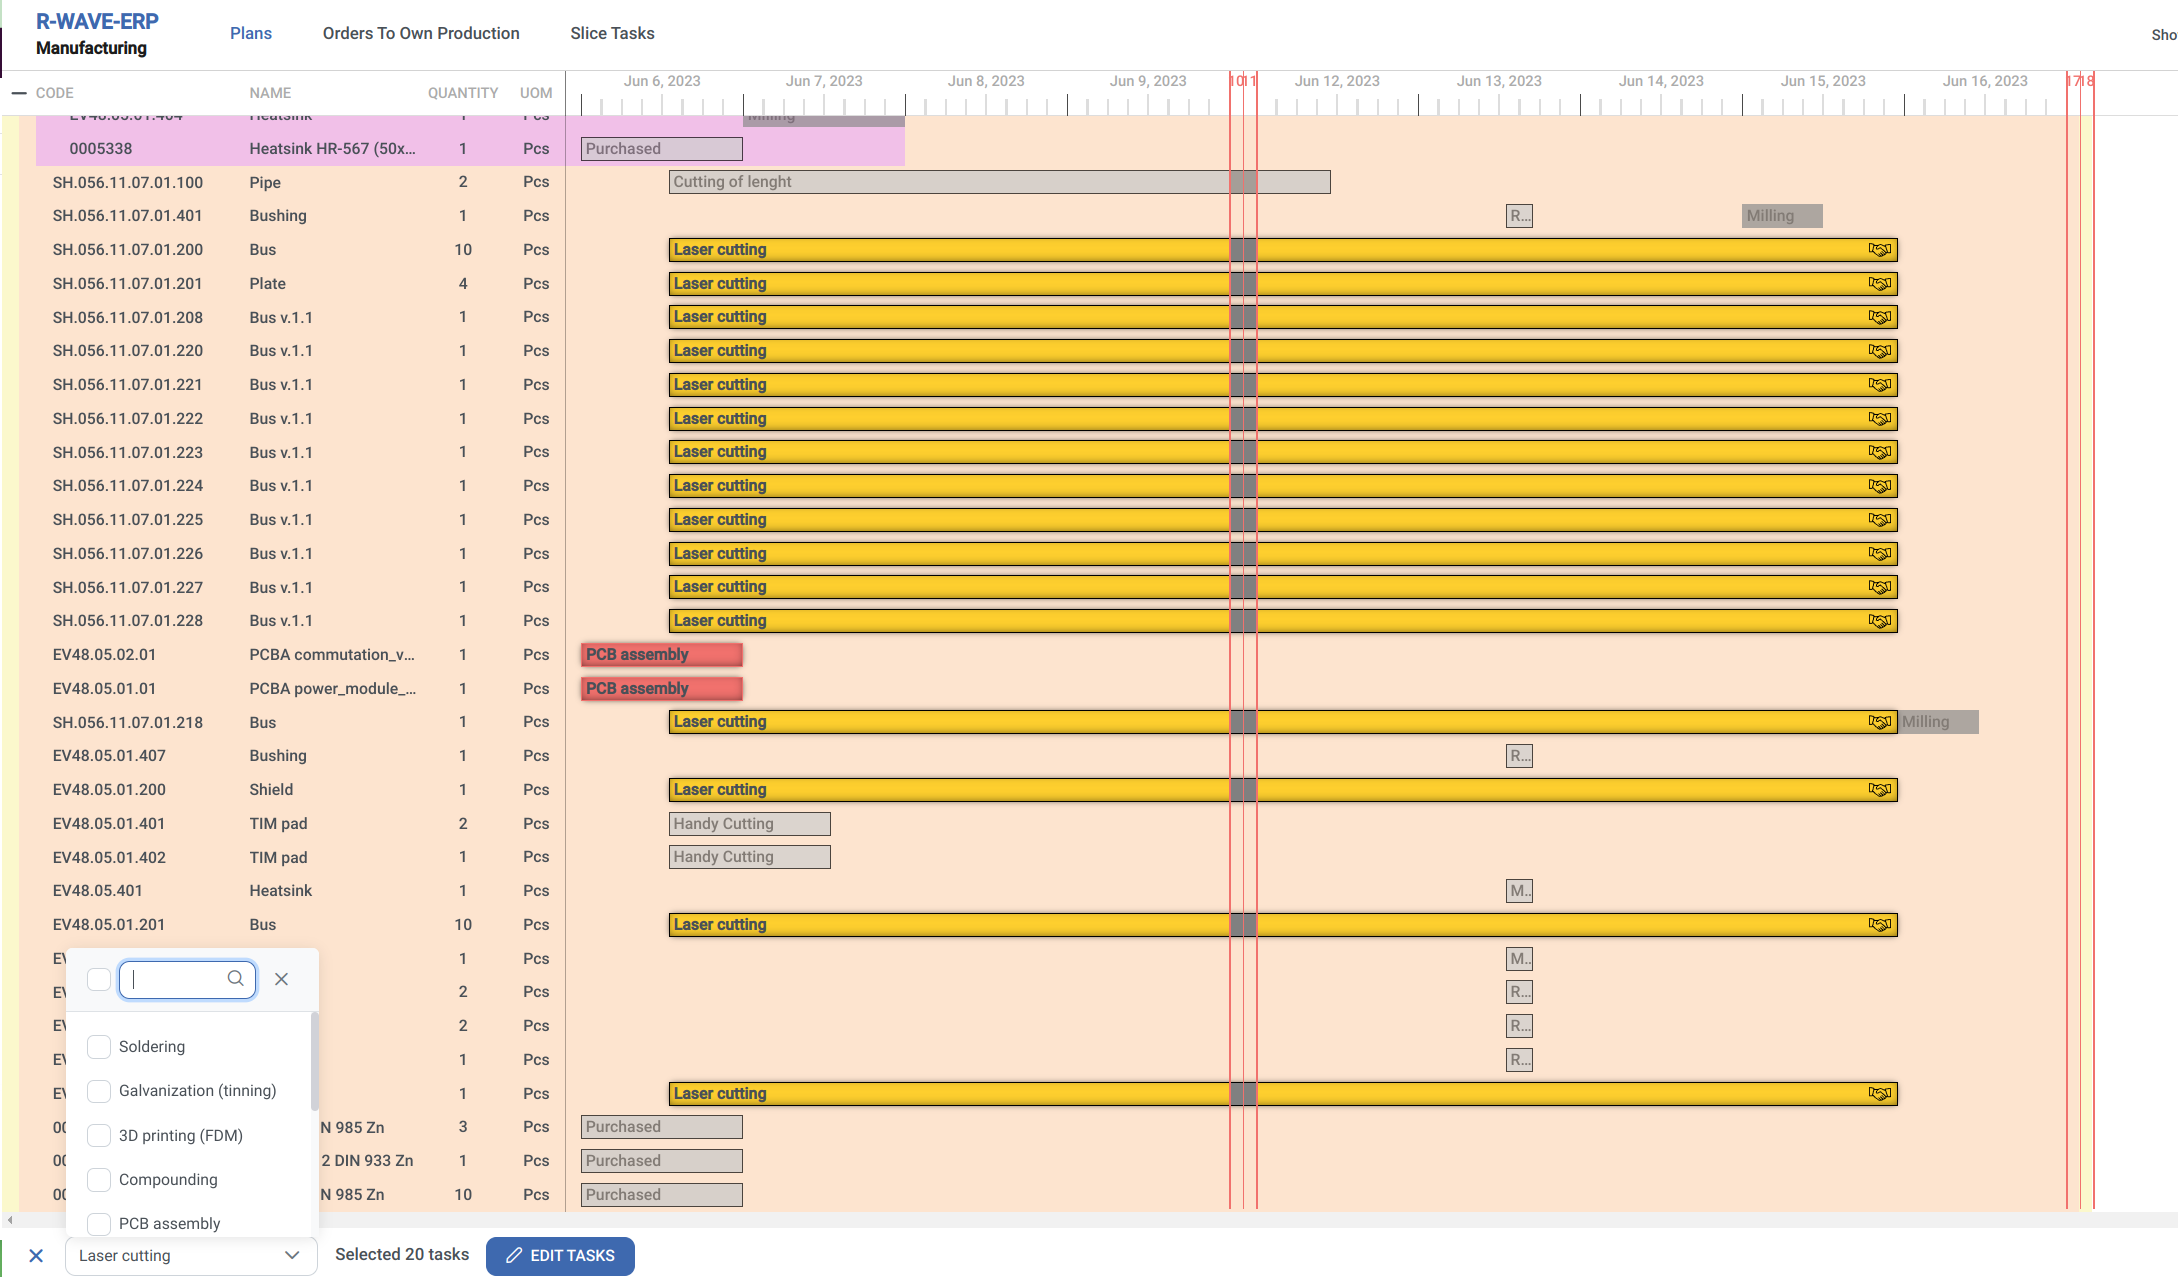 R-WAVE-ERP
Manufacturing
Plans
Orders To Own Production
Slice Tasks
Sho
CODE NAME QUANTITY UOM
Jun 6, 2023 Jun 7, 2023 Jun 8, 2023 Jun 9, 2023 10 11 Jun 12, 2023 Jun 13, 2023 Jun 14, 2023 Jun 15, 2023 Jun 16, 2023 17 18
EV48.05.01.404 Heatsink 1 Pcs Milling
0005338 Heatsink HR-567 (50x... 1 Pcs Purchased
SH.056.11.07.01.100 Pipe 2 Pcs Cutting of lenght
SH.056.11.07.01.401 Bushing 1 Pcs R... Milling
SH.056.11.07.01.200 Bus 10 Pcs Laser cutting
SH.056.11.07.01.201 Plate 4 Pcs Laser cutting
SH.056.11.07.01.208 Bus v.1.1 1 Pcs Laser cutting
SH.056.11.07.01.220 Bus v.1.1 1 Pcs Laser cutting
SH.056.11.07.01.221 Bus v.1.1 1 Pcs Laser cutting
SH.056.11.07.01.222 Bus v.1.1 1 Pcs Laser cutting
SH.056.11.07.01.223 Bus v.1.1 1 Pcs Laser cutting
SH.056.11.07.01.224 Bus v.1.1 1 Pcs Laser cutting
SH.056.11.07.01.225 Bus v.1.1 1 Pcs Laser cutting
SH.056.11.07.01.226 Bus v.1.1 1 Pcs Laser cutting
SH.056.11.07.01.227 Bus v.1.1 1 Pcs Laser cutting
SH.056.11.07.01.228 Bus v.1.1 1 Pcs Laser cutting
EV48.05.02.01 PCBA commutation_v... 1 Pcs PCB assembly
EV48.05.01.01 PCBA power_module_... 1 Pcs PCB assembly
SH.056.11.07.01.218 Bus 1 Pcs Laser cutting Milling
EV48.05.01.407 Bushing 1 Pcs R...
EV48.05.01.200 Shield 1 Pcs Laser cutting
EV48.05.01.401 TIM pad 2 Pcs Handy Cutting
EV48.05.01.402 TIM pad 1 Pcs Handy Cutting
EV48.05.401 Heatsink 1 Pcs M..
EV48.05.01.201 Bus 10 Pcs Laser cutting
EV 1 Pcs M..
EV 2 Pcs R...
EV 2 Pcs R...
EV 1 Pcs R...
EV 1 Pcs Laser cutting
00 N 985 Zn 3 Pcs Purchased
00 2 DIN 933 Zn 1 Pcs Purchased
00 N 985 Zn 10 Pcs Purchased
Soldering
Galvanization (tinning)
3D printing (FDM)
Compounding
PCB assembly
Laser cutting
Selected 20 tasks
EDIT TASKS